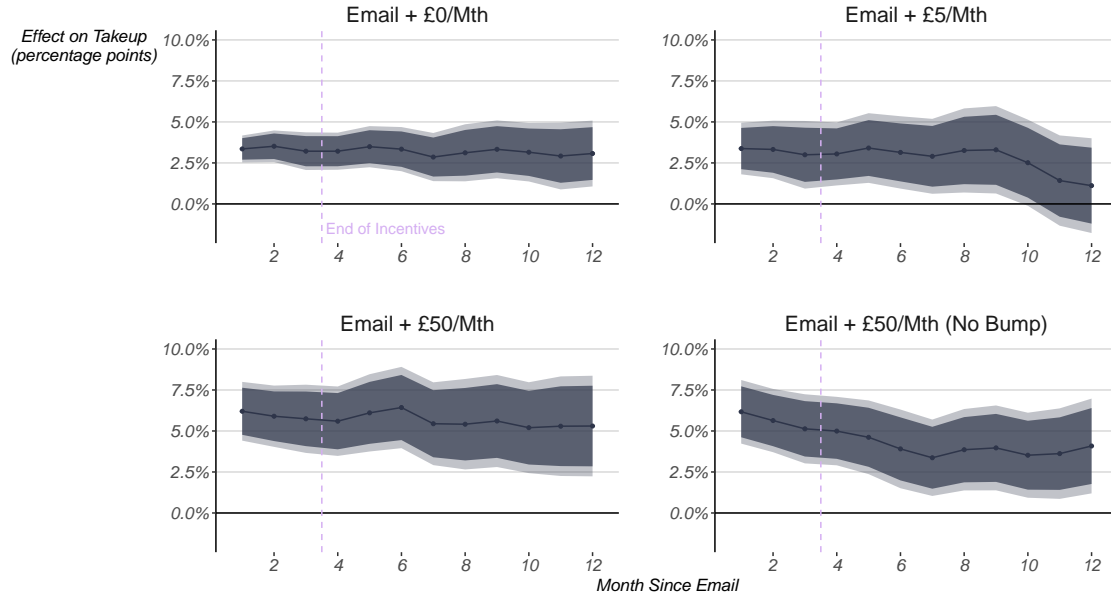 Email + £0/Mth
Email + £5/Mth
Effect on Takeup
(percentage points)
10.0%
7.5%
5.0%
2.5%
0.0%
End of Incentives
2 4 6 8 10 12
10.0%
7.5%
5.0%
2.5%
0.0%
2 4 6 8 10 12
Email + £50/Mth
Email + £50/Mth (No Bump)
10.0%
7.5%
5.0%
2.5%
0.0%
2 4 6 8 10 12
10.0%
7.5%
5.0%
2.5%
0.0%
2 4 6 8 10 12
Month Since Email